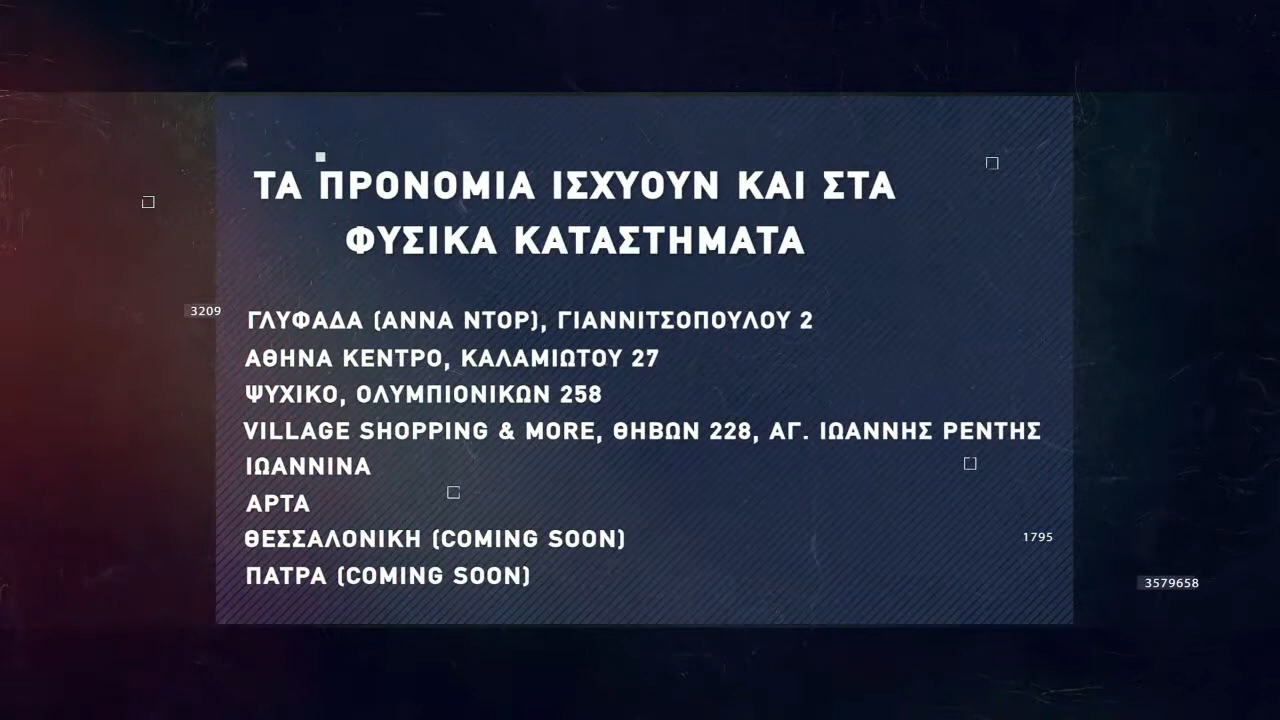 ΤΑ ΠΡΟΝΟΜΙΑ ΙΣΧΥΟΥΝ ΚΑΙ ΣΤΑ
ΦΥΣΙΚΑ ΚΑΤΑΣΤΗΜΑΤΑ
3209
ΓΛΥΦΑΔΑ (ΑΝΝΑ ΝΤΟΡ), ΓΙΑΝΝΙΤΣΟΠΟΥΛΟΥ 2
ΑΘΗΝΑ ΚΕΝΤΡΟ, ΚΑΛΑΜΙΩΤΟΥ 27
ΨΥΧΙΚΟ, ΟΛΥΜΠΙΟΝΙΚΩΝ 258
VILLAGE SHOPPING & MORE, ΘΗΒΩΝ 228, ΑΓ. ΙΩΑΝΝΗΣ ΡΕΝΤΗΣ
ΙΩΑΝΝΙΝΑ
ΑΡΤΑ
ΘΕΣΣΑΛΟΝΙΚΗ (COMING SOON)
1795
ΠΑΤΡΑ (COMING SOON)
3579658